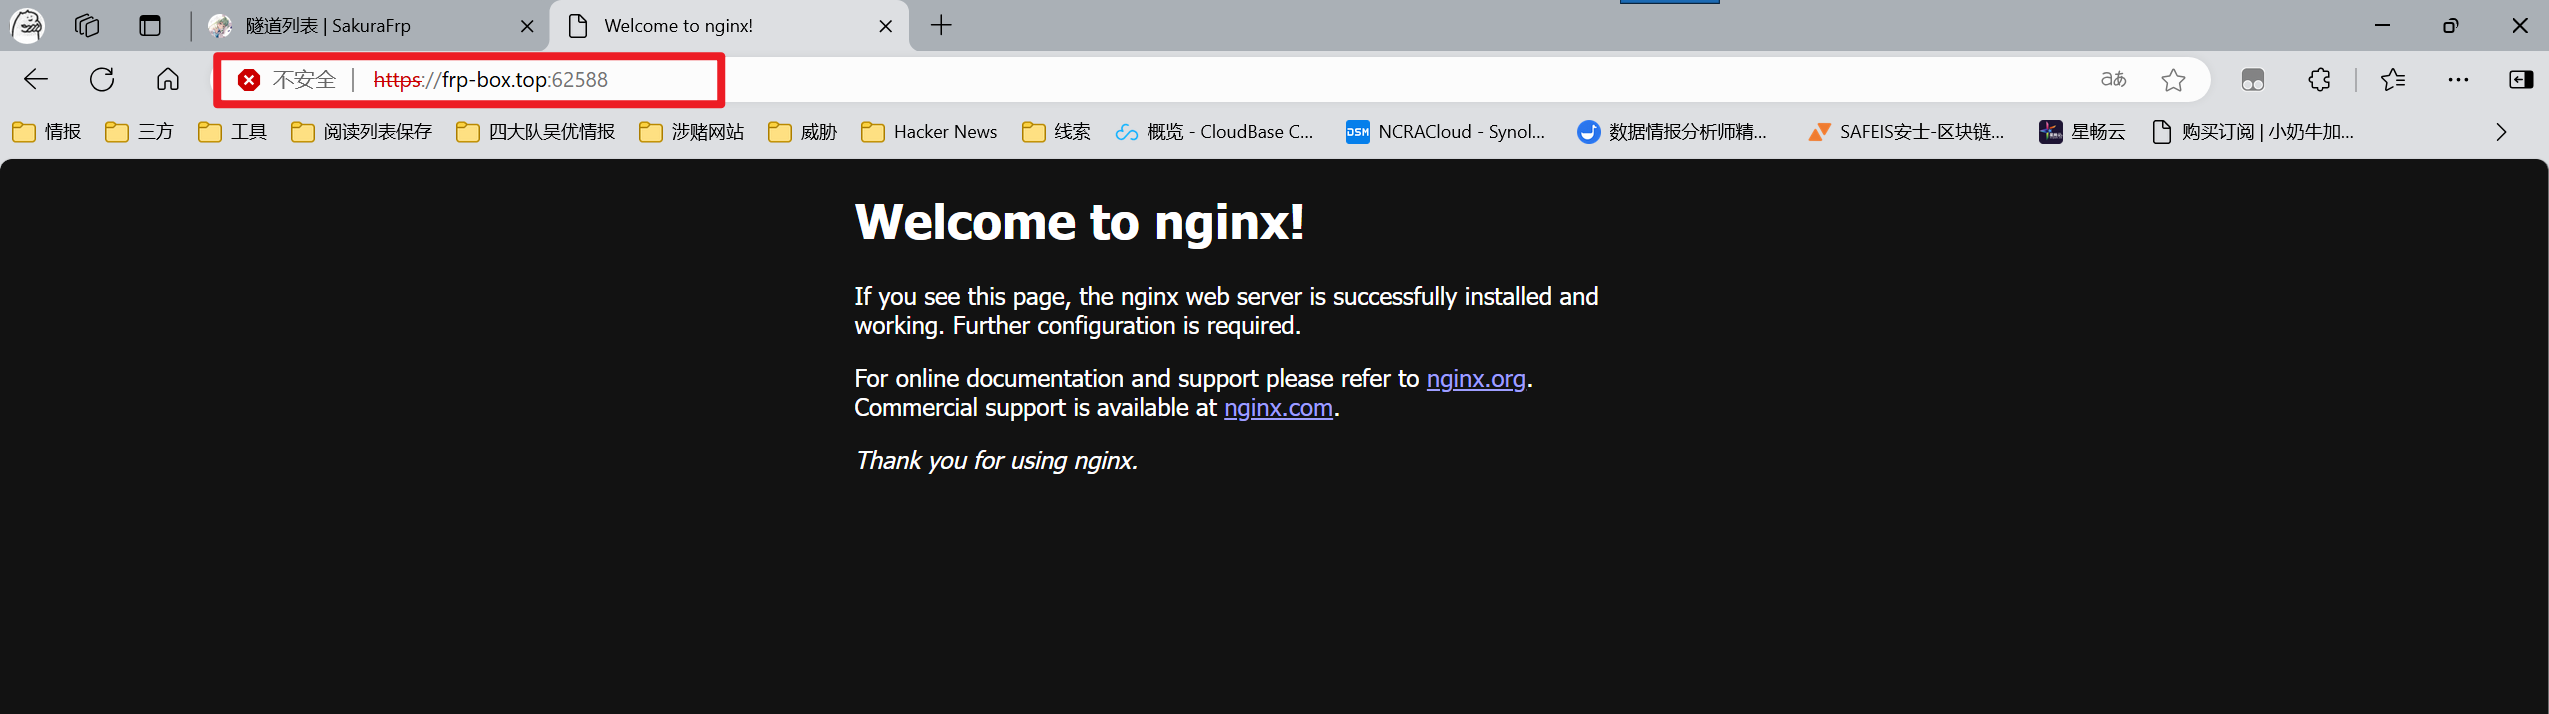 隧道列表 | SakuraFrp
Welcome to nginx!
不安全 | https://frp-box.top:62588
aあ
情报 三方 工具 阅读列表保存 四大队吴优情报 涉赌网站 威胁 Hacker News 线索 概览 - CloudBase C... DSM NCRACloud - Synol... 数据情报分析师精... SAFEIS安士-区块链... 星畅云 购买订阅 | 小奶牛加...
Welcome to nginx!
If you see this page, the nginx web server is successfully installed and
working. Further configuration is required.
For online documentation and support please refer to nginx.org.
Commercial support is available at nginx.com.
Thank you for using nginx.